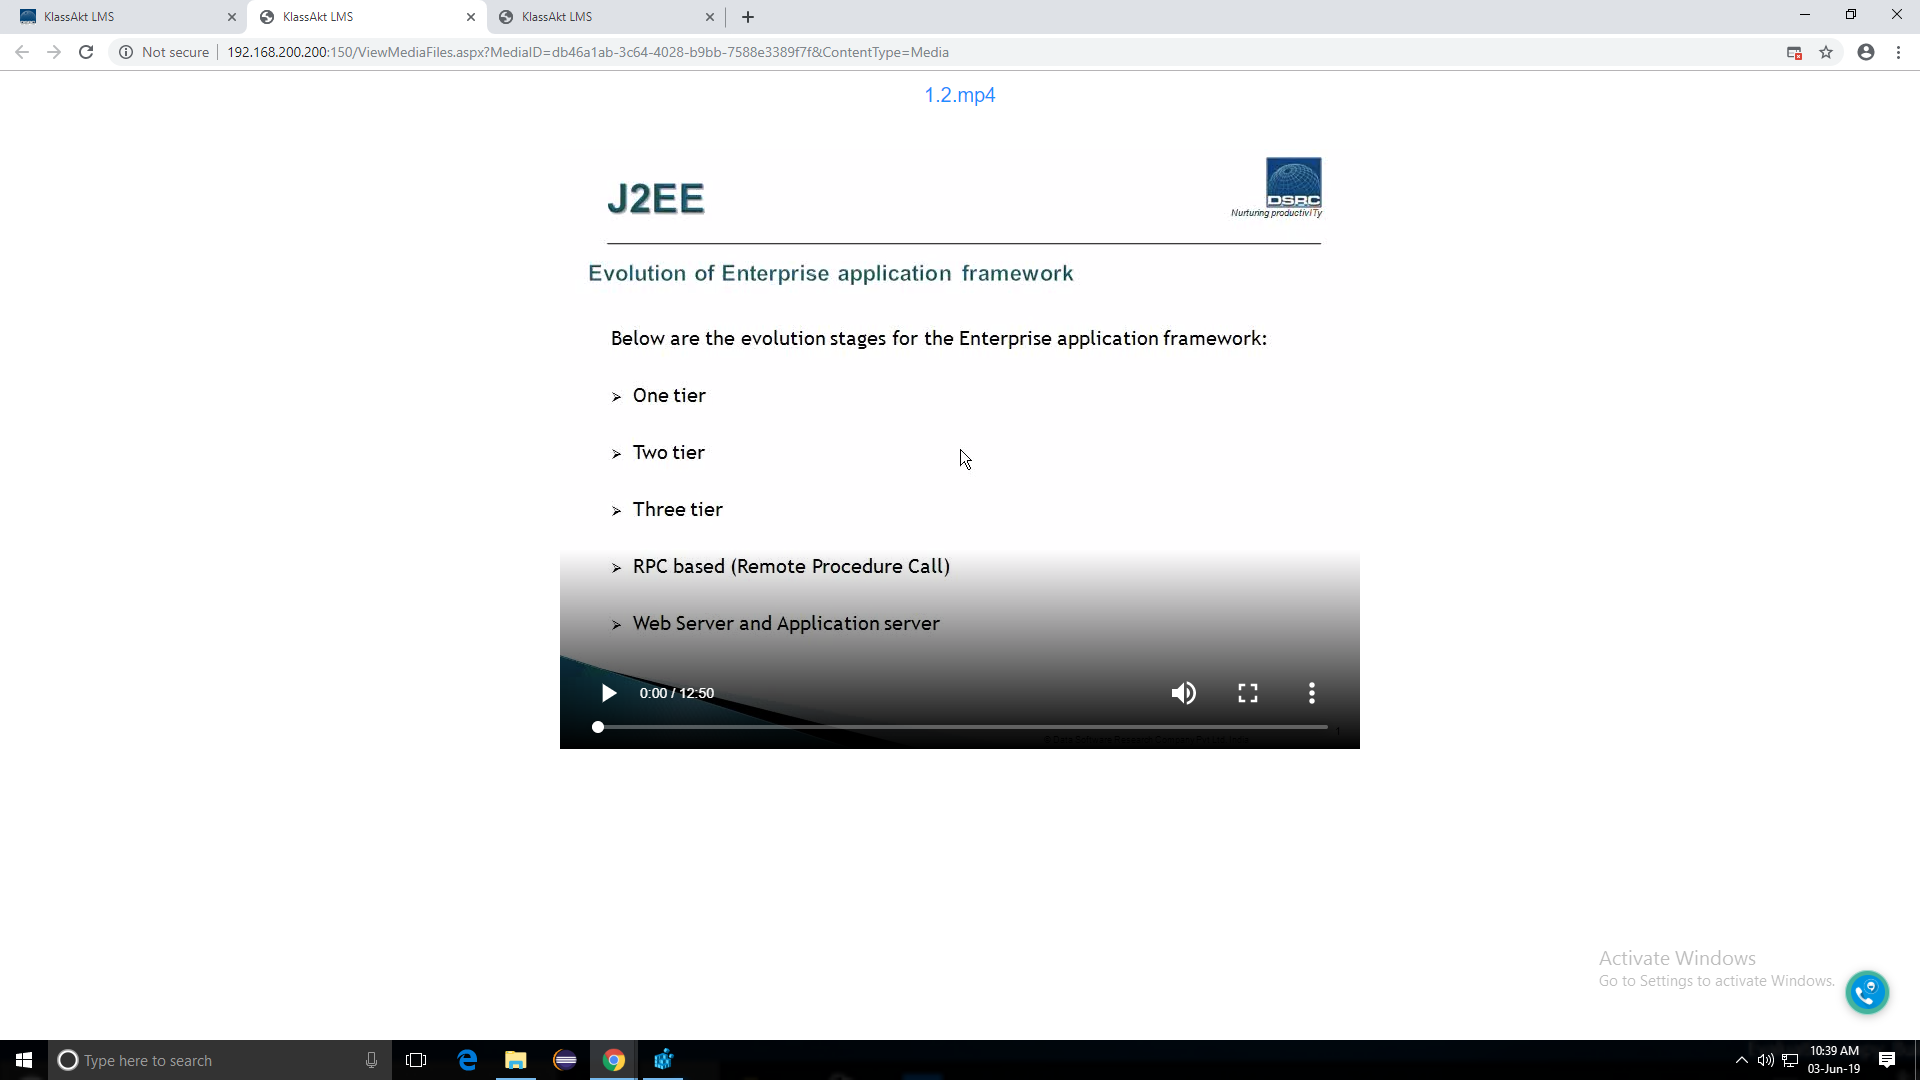 KlassAkt LMS
KlassAkt LMS
KlassAkt LMS
Not secure
192.168.200.200:150/ViewMediaFiles.aspx?MediaID=db46a1ab-3c64-4028-b9bb-7588e3389f7f&ContentType=Media
1.2.mp4
J2EE
DSRC
Nurturing productivITy
Evolution of Enterprise application framework
Below are the evolution stages for the Enterprise application framework:
➢ One tier
➢ Two tier
➢ Three tier
➢ RPC based (Remote Procedure Call)
➢ Web Server and Application server
0:00 / 12:50
1
Activate Windows
Go to Settings to activate Windows.
Type here to search
10:39 AM
03-Jun-19